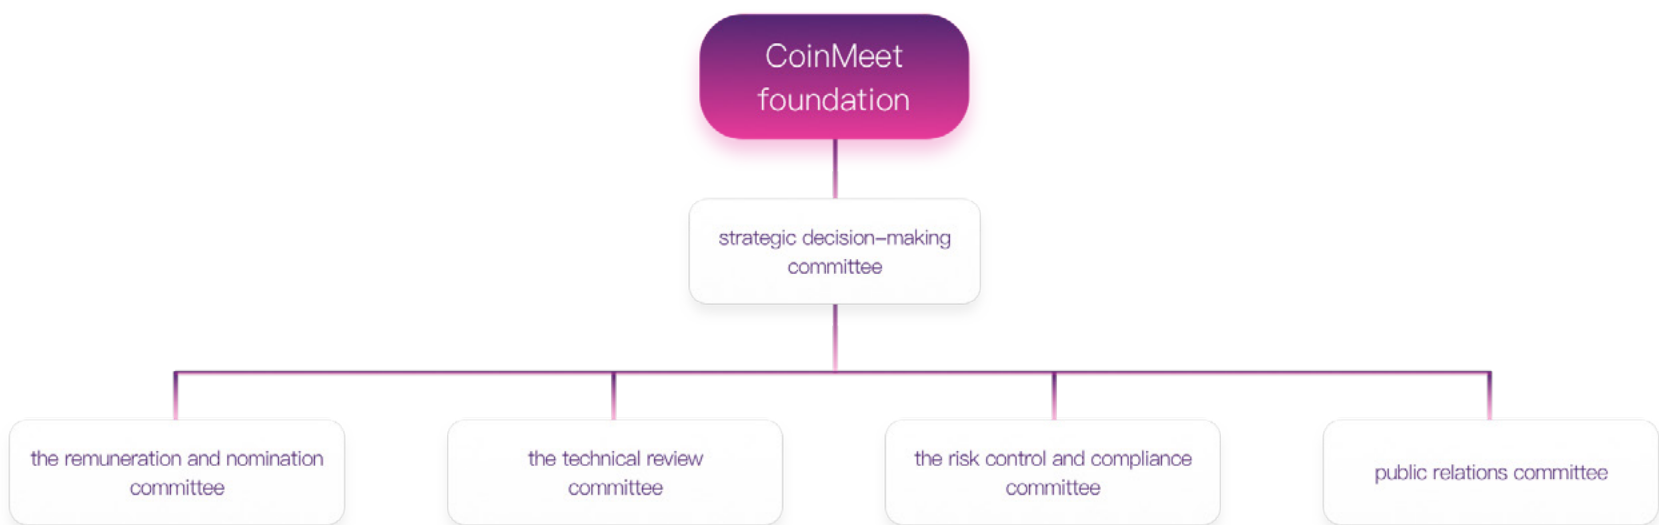 CoinMeet
foundation
strategic decision-making
committee
the remuneration and nomination
committee
the technical review
committee
the risk control and compliance
committee
public relations committee